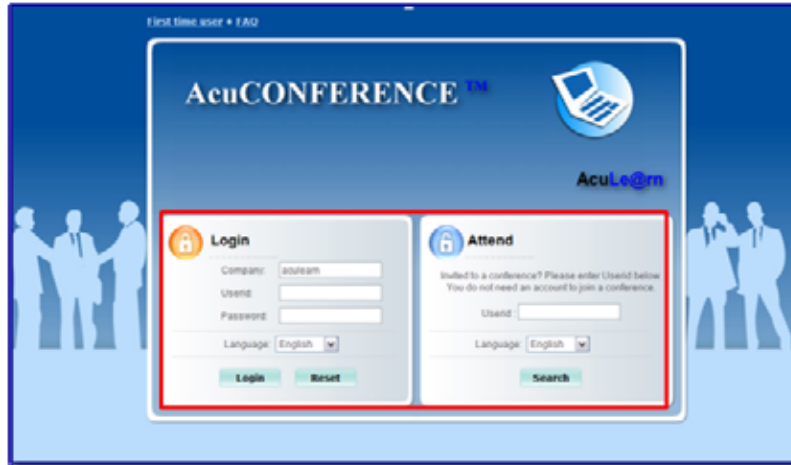 First time user • FAQ
AcuCONFERENCE ™
AcuLe@rn
Login
Company: aculearn
Userid:
Password:
Language: English
Login Reset
Attend
Invited to a conference? Please enter Userid below
You do not need an account to join a conference.
Userid:
Language: English
Search